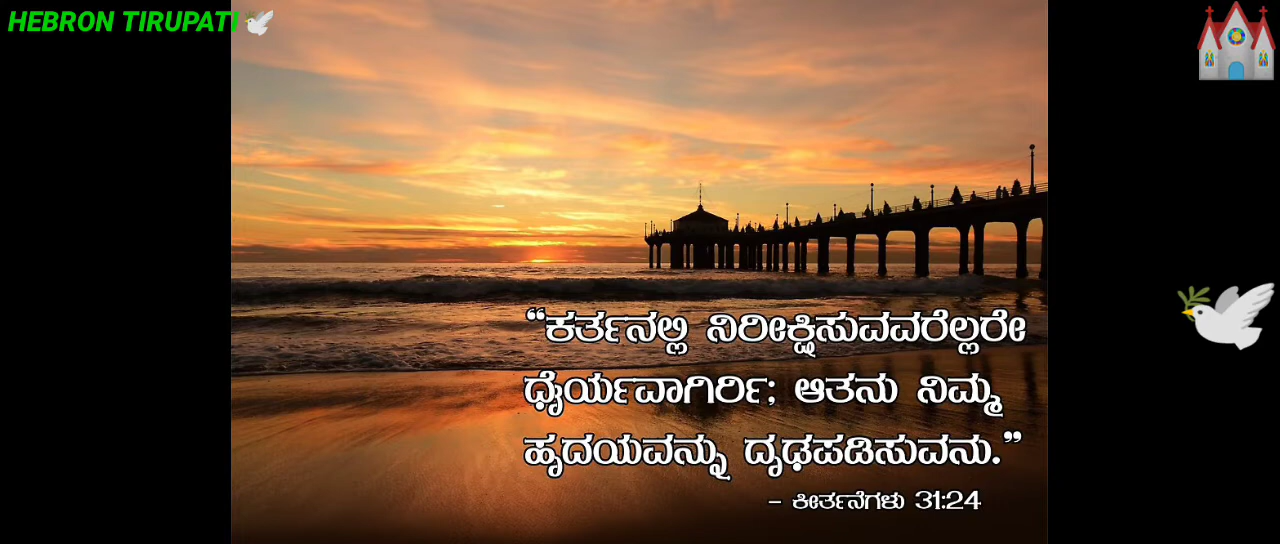 HEBRON TIRUPATI🕊️
“ಕರ್ತನಲ್ಲಿ ನಿರೀಕ್ಷಿಸುವವರೆಲ್ಲರೇ
ಧೈರ್ಯವಾಗಿರ್ರಿ; ಆತನು ನಿಮ್ಮ
ಹೃದಯವನ್ನು ದೃಢಪಡಿಸುವನು.”
- ಕೀರ್ತನೆಗಳು 31:24